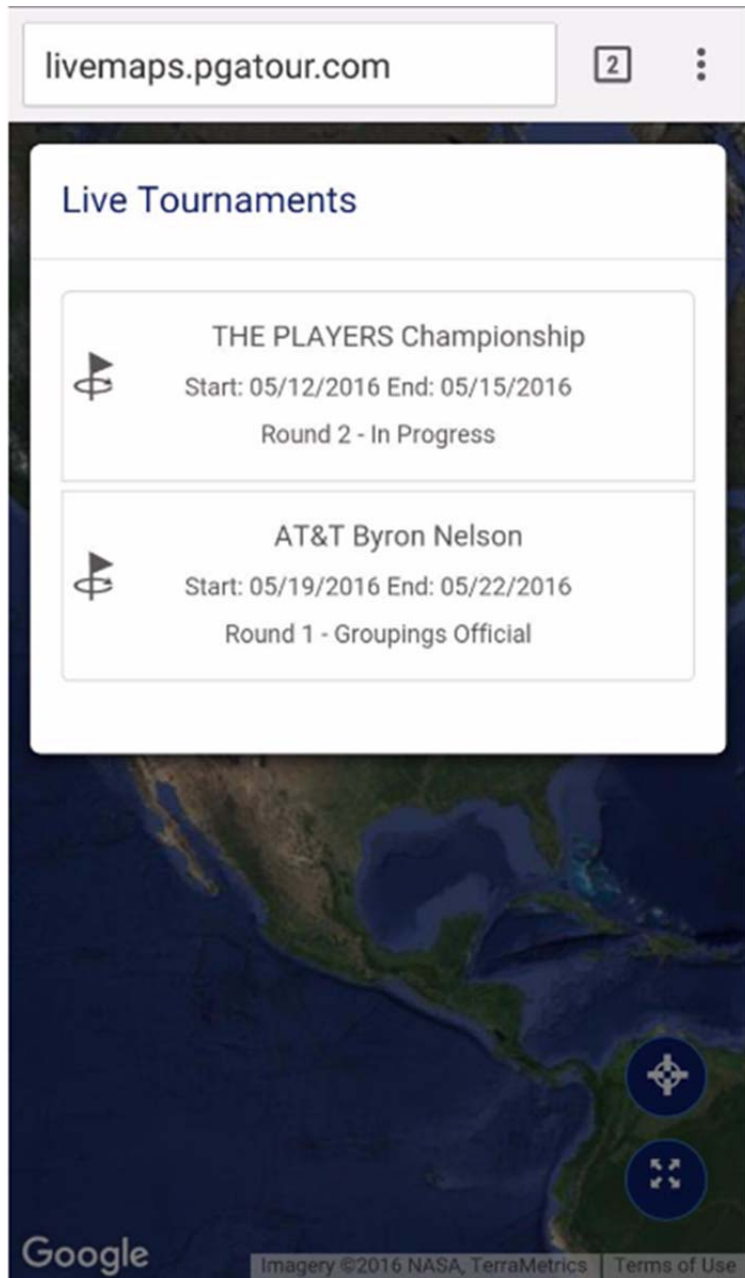 livemaps.pgatour.com
2
Live Tournaments
THE PLAYERS Championship
Start: 05/12/2016 End: 05/15/2016
Round 2 - In Progress
AT&T Byron Nelson
Start: 05/19/2016 End: 05/22/2016
Round 1 - Groupings Official
Google
Imagery ©2016 NASA, TerraMetrics
Terms of Use